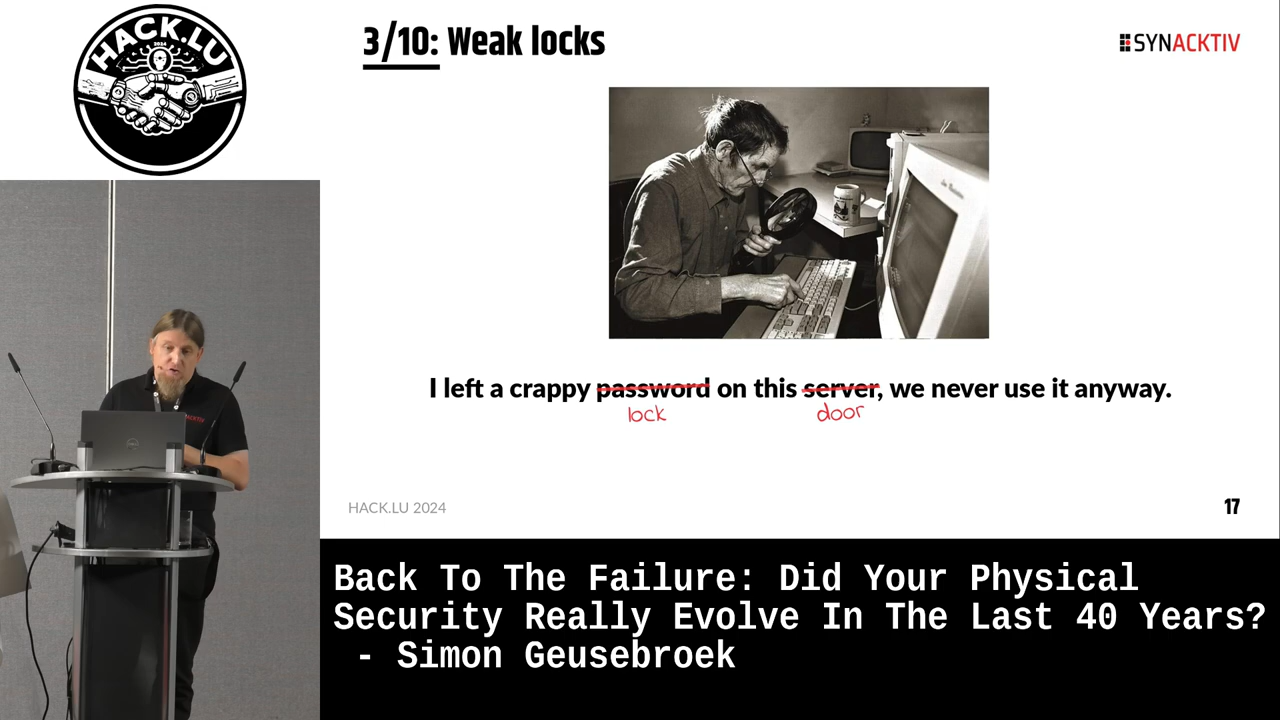 HACK.LU
2024
3/10: Weak locks
SYNACKTIV
I left a crappy password on this server, we never use it anyway.
lock door
HACK.LU 2024
17
Back To The Failure: Did Your Physical
Security Really Evolve In The Last 40 Years?
- Simon Geusebroek